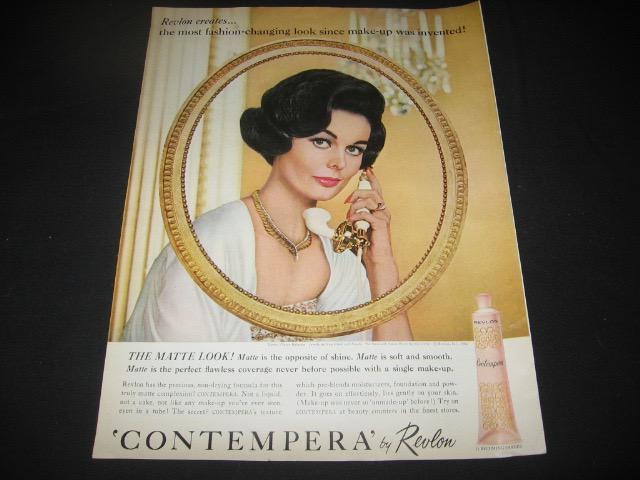 Revlon creates...
the most fashion-changing look since make-up was invented!
THE MATTE LOOK! Matte is the opposite of shine. Matte is soft and smooth.
Matte is the perfect flawless coverage never before possible with a single make-up.
Revlon has the precious, non-drying formula for this
truly matte complexion! CONTEMPERA. Not a liquid,
not a cake, not like any make-up you've ever seen,
even in a tube! The secret? CONTEMPERA'S texture
which pre-blends moisturizers, foundation and pow-
der. It goes on effortlessly, lies gently on your skin.
(Make-up was never so 'unmade-up' before!) Try on
CONTEMPERA at beauty counters in the finest stores.
REVLON
Contempera
'CONTEMPERA' by Revlon